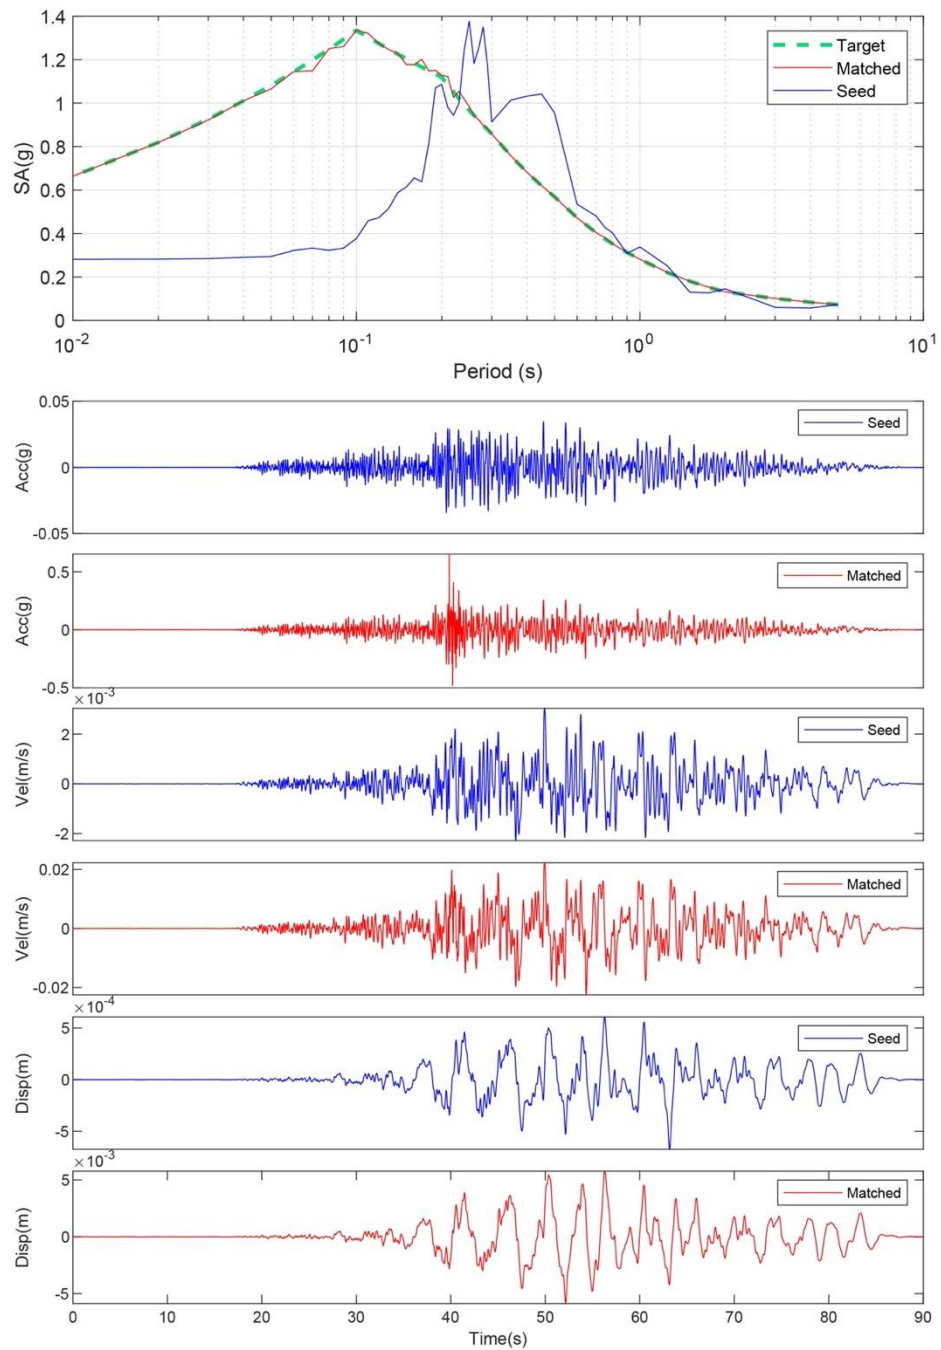 1.4
1.2
1
0.8
0.6
0.4
0.2
0
SA(g)
Target
Matched
Seed
10-2
10-1
100
101
Period (s)
0.05
0
-0.05
Acc(g)
Seed
0.5
0
-0.5
Acc(g)
Matched
×10-3
2
0
-2
Vel(m/s)
Seed
0.02
0
-0.02
Vel(m/s)
Matched
×10-4
5
0
-5
Disp(m)
Seed
×10-3
5
0
-5
Disp(m)
Matched
0 10 20 30 40 50 60 70 80 90
Time(s)